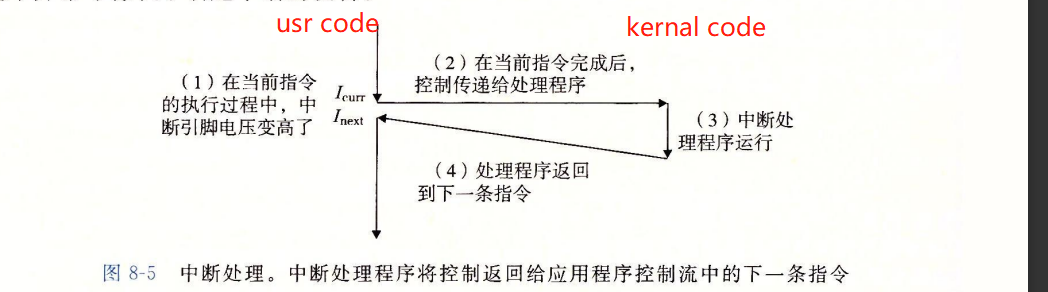 usr code
kernal code
(1)在当前指令
的执行过程中，中
断引脚电压变高了
Icurr
Inext
(2)在当前指令完成后，
控制传递给处理程序
(3)中断处
理程序运行
(4)处理程序返回
到下一条指令
图 8-5 中断处理。中断处理程序将控制返回给应用程序控制流中的下一条指令